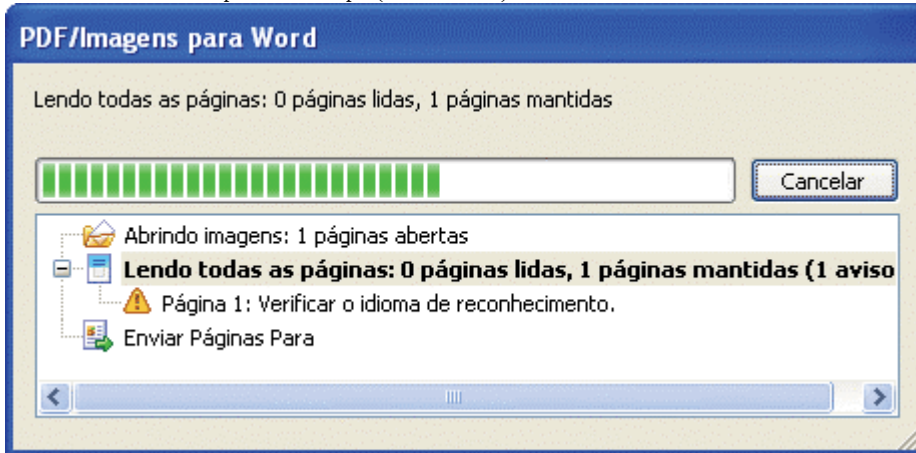 PDF/Imagens para Word
Lendo todas as páginas: 0 páginas lidas, 1 páginas mantidas
Cancelar
Abrindo imagens: 1 páginas abertas
Lendo todas as páginas: 0 páginas lidas, 1 páginas mantidas (1 aviso
Página 1: Verificar o idioma de reconhecimento.
Enviar Páginas Para